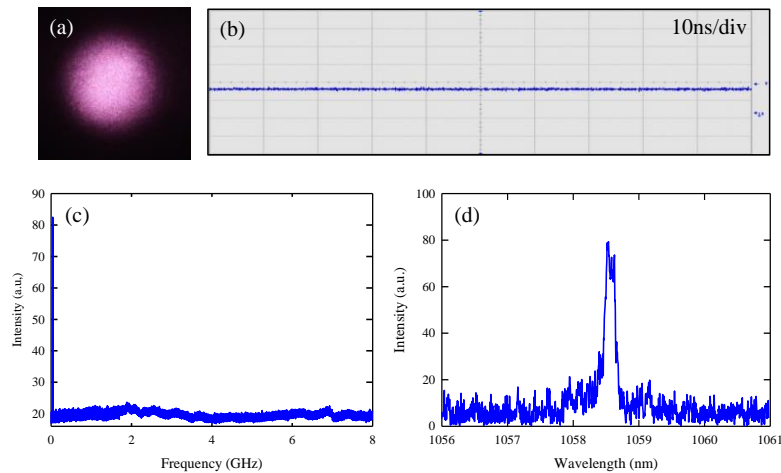 (a)
(b)
10ns/div
(c)
90
80
70
60
50
40
30
20
Intensity (a.u,)
0
2
4
6
8
Frequency (GHz)
(d)
100
80
60
40
20
0
Intensity (a.u.)
1056
1057
1058
1059
1060
1061
Wavelength (nm)